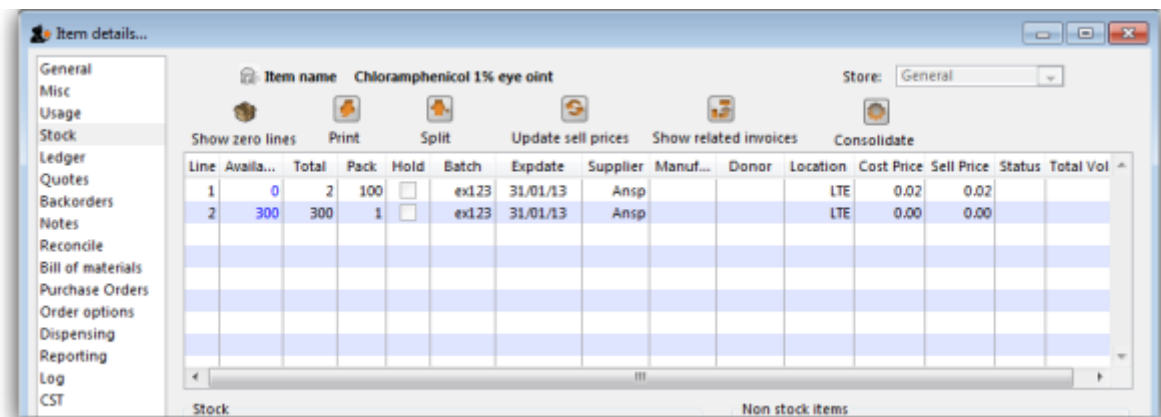 Item details...
General
Misc
Usage
Stock
Ledger
Quotes
Backorders
Notes
Reconcile
Bill of materials
Purchase Orders
Order options
Dispensing
Reporting
Log
CST
Item name Chloramphenicol 1% eye oint Store: General
Show zero lines Print Split Update sell prices Show related invoices Consolidate
Line Availa... Total Pack Hold Batch Expdate Supplier Manuf... Donor Location Cost Price Sell Price Status Total Vol
1 0 2 100 ex123 31/01/13 Ansp LTE 0.02 0.02
2 300 300 1 ex123 31/01/13 Ansp LTE 0.00 0.00
Stock Non stock items